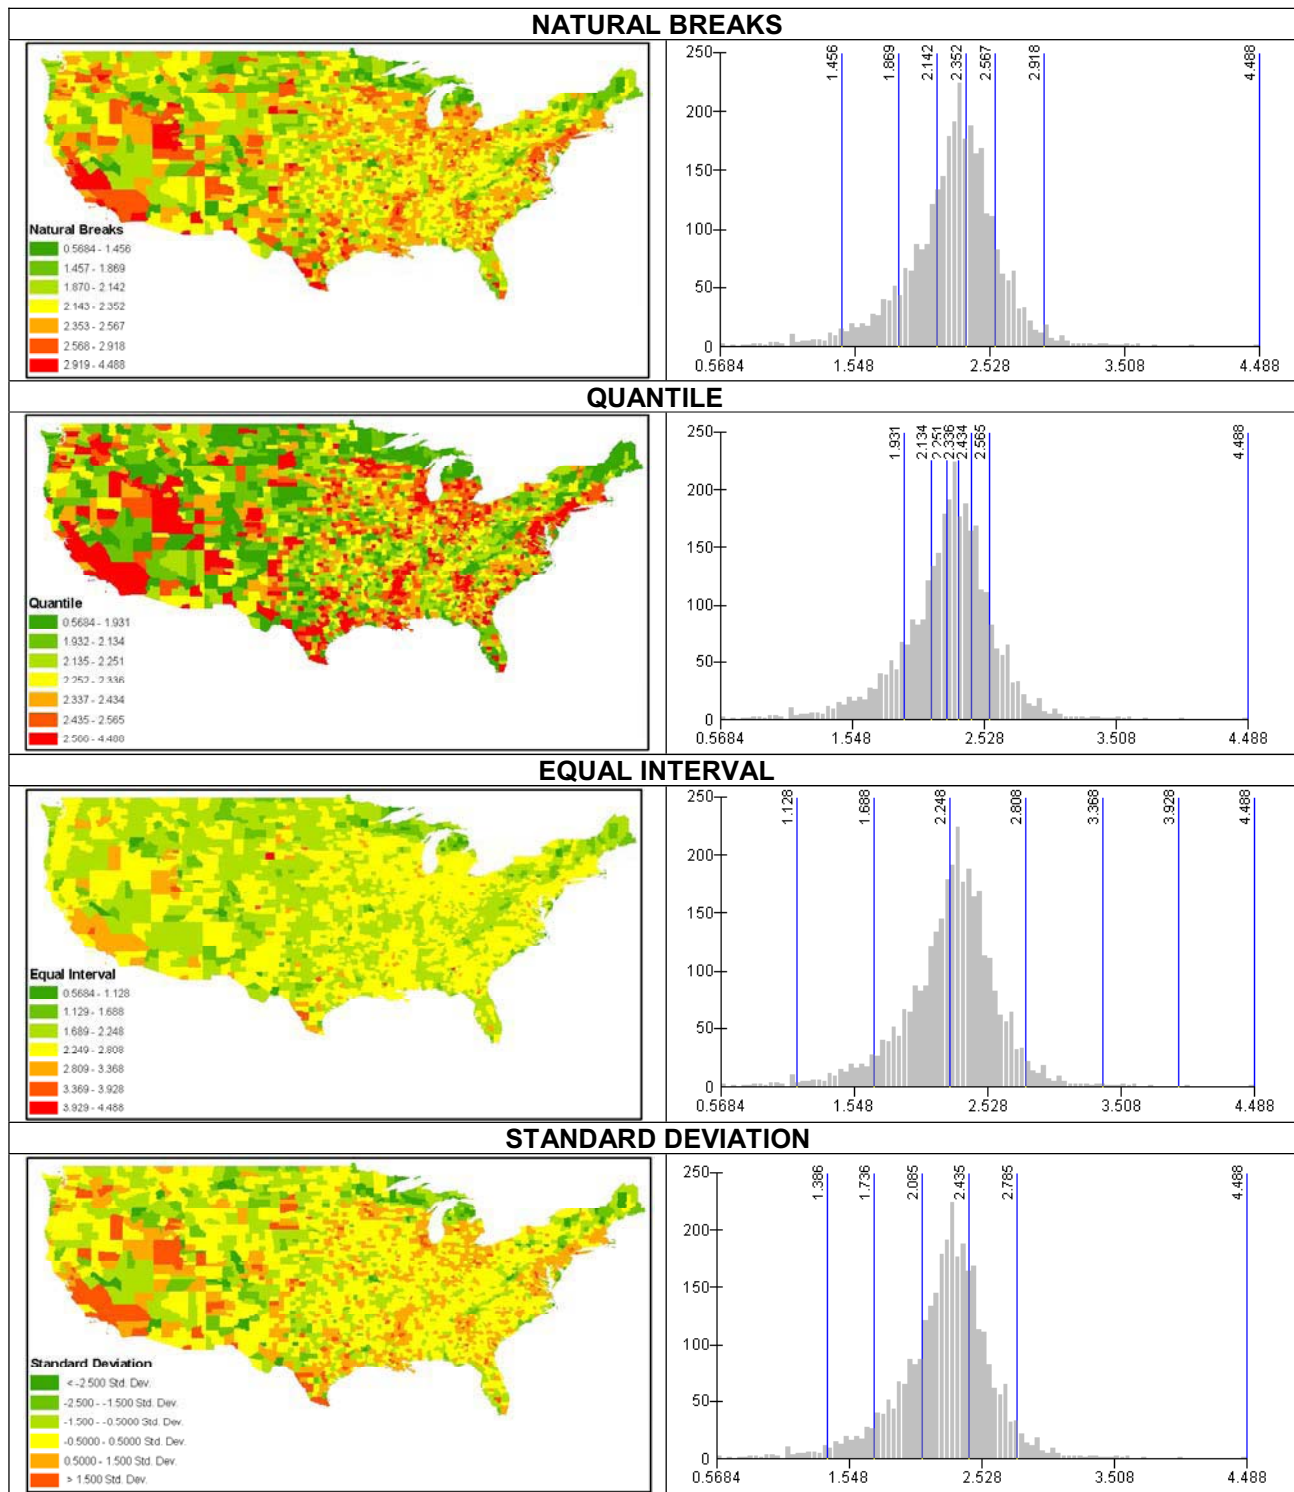 NATURAL BREAKS
Natural Breaks
0.5684 - 1.456
1.457 - 1.869
1.870 - 2.142
2.143 - 2.352
2.353 - 2.567
2.568 - 2.918
2.919 - 4.488
250
200
150
100
50
0
1.456
1.869
2.142
2.352
2.567
2.918
4.488
0.5684
1.548
2.528
3.508
4.488
QUANTILE
Quantile
0.5684 - 1.931
1.932 - 2.134
2.135 - 2.251
2.252 - 2.336
2.337 - 2.434
2.435 - 2.565
2.566 - 4.488
250
200
150
100
50
0
1.931
2.134
2.251
2.336
2.434
2.565
4.488
0.5684
1.548
2.528
3.508
4.488
EQUAL INTERVAL
Equal Interval
0.5684 - 1.128
1.129 - 1.688
1.689 - 2.248
2.249 - 2.808
2.809 - 3.368
3.369 - 3.928
3.929 - 4.488
250
200
150
100
50
0
1.128
1.688
2.248
2.808
3.368
3.928
4.488
0.5684
1.548
2.528
3.508
4.488
STANDARD DEVIATION
Standard Deviation
< -2.500 Std. Dev.
-2.500 - -1.500 Std. Dev.
-1.500 - -0.5000 Std. Dev.
-0.5000 - 0.5000 Std. Dev.
0.5000 - 1.500 Std. Dev.
> 1.500 Std. Dev.
250
200
150
100
50
0
1.386
1.736
2.085
2.435
2.785
4.488
0.5684
1.548
2.528
3.508
4.488